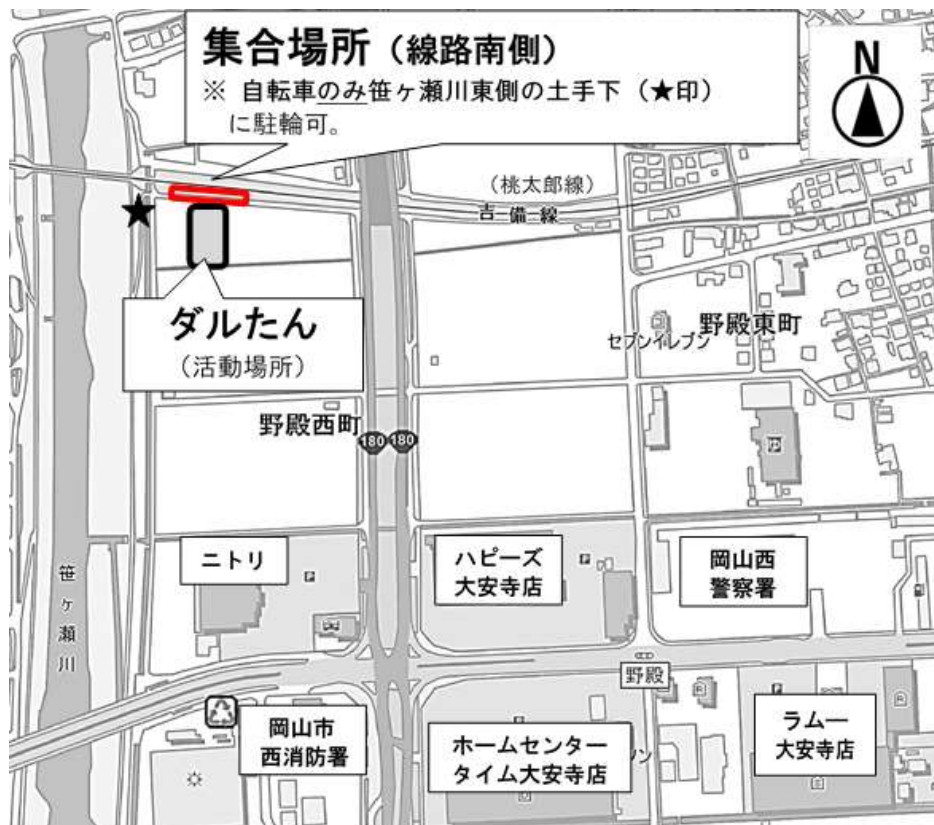 集合場所（線路南側）
※ 自転車のみ笹ヶ瀬川東側の土手下（★印）
に駐輪可。
N
（桃太郎線）
吉備線
★
ダルたん
（活動場所）
セブンイレブン
野殿東町
野殿西町
180
180
P
ニトリ
P
ハピーズ
大安寺店
P
岡山西
警察署
笹ヶ瀬川
野殿
岡山市
西消防署
ホームセンター
タイム大安寺店
ラ・ムー
大安寺店